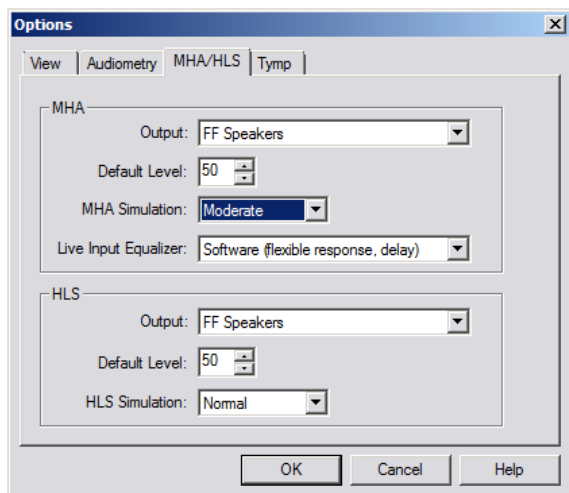 Options
View Audiometry MHA/HLS Tymp
MHA
Output: FF Speakers
Default Level: 50
MHA Simulation: Moderate
Live Input Equalizer: Software (flexible response, delay)
HLS
Output: FF Speakers
Default Level: 50
HLS Simulation: Normal
OK Cancel Help